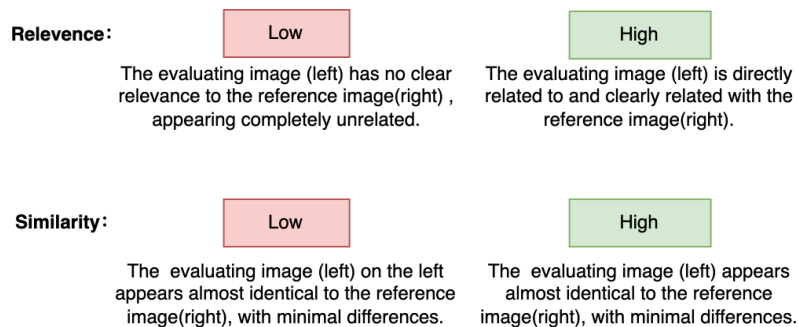 Relevence: Low High
The evaluating image (left) has no clear
relevance to the reference image(right) ,
appearing completely unrelated.
The evaluating image (left) is directly
related to and clearly related with the
reference image(right).
Similarity: Low High
The evaluating image (left) on the left
appears almost identical to the reference
image(right), with minimal differences.
The evaluating image (left) appears
almost identical to the reference
image(right), with minimal differences.